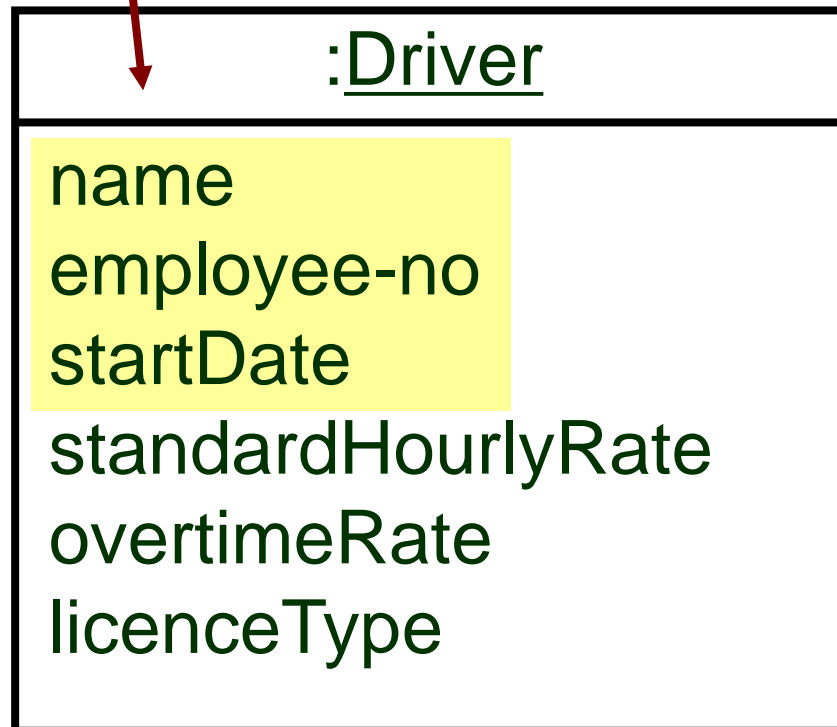 :Driver
name
employee-no
startDate
standardHourlyRate
overtimeRate
licenceType